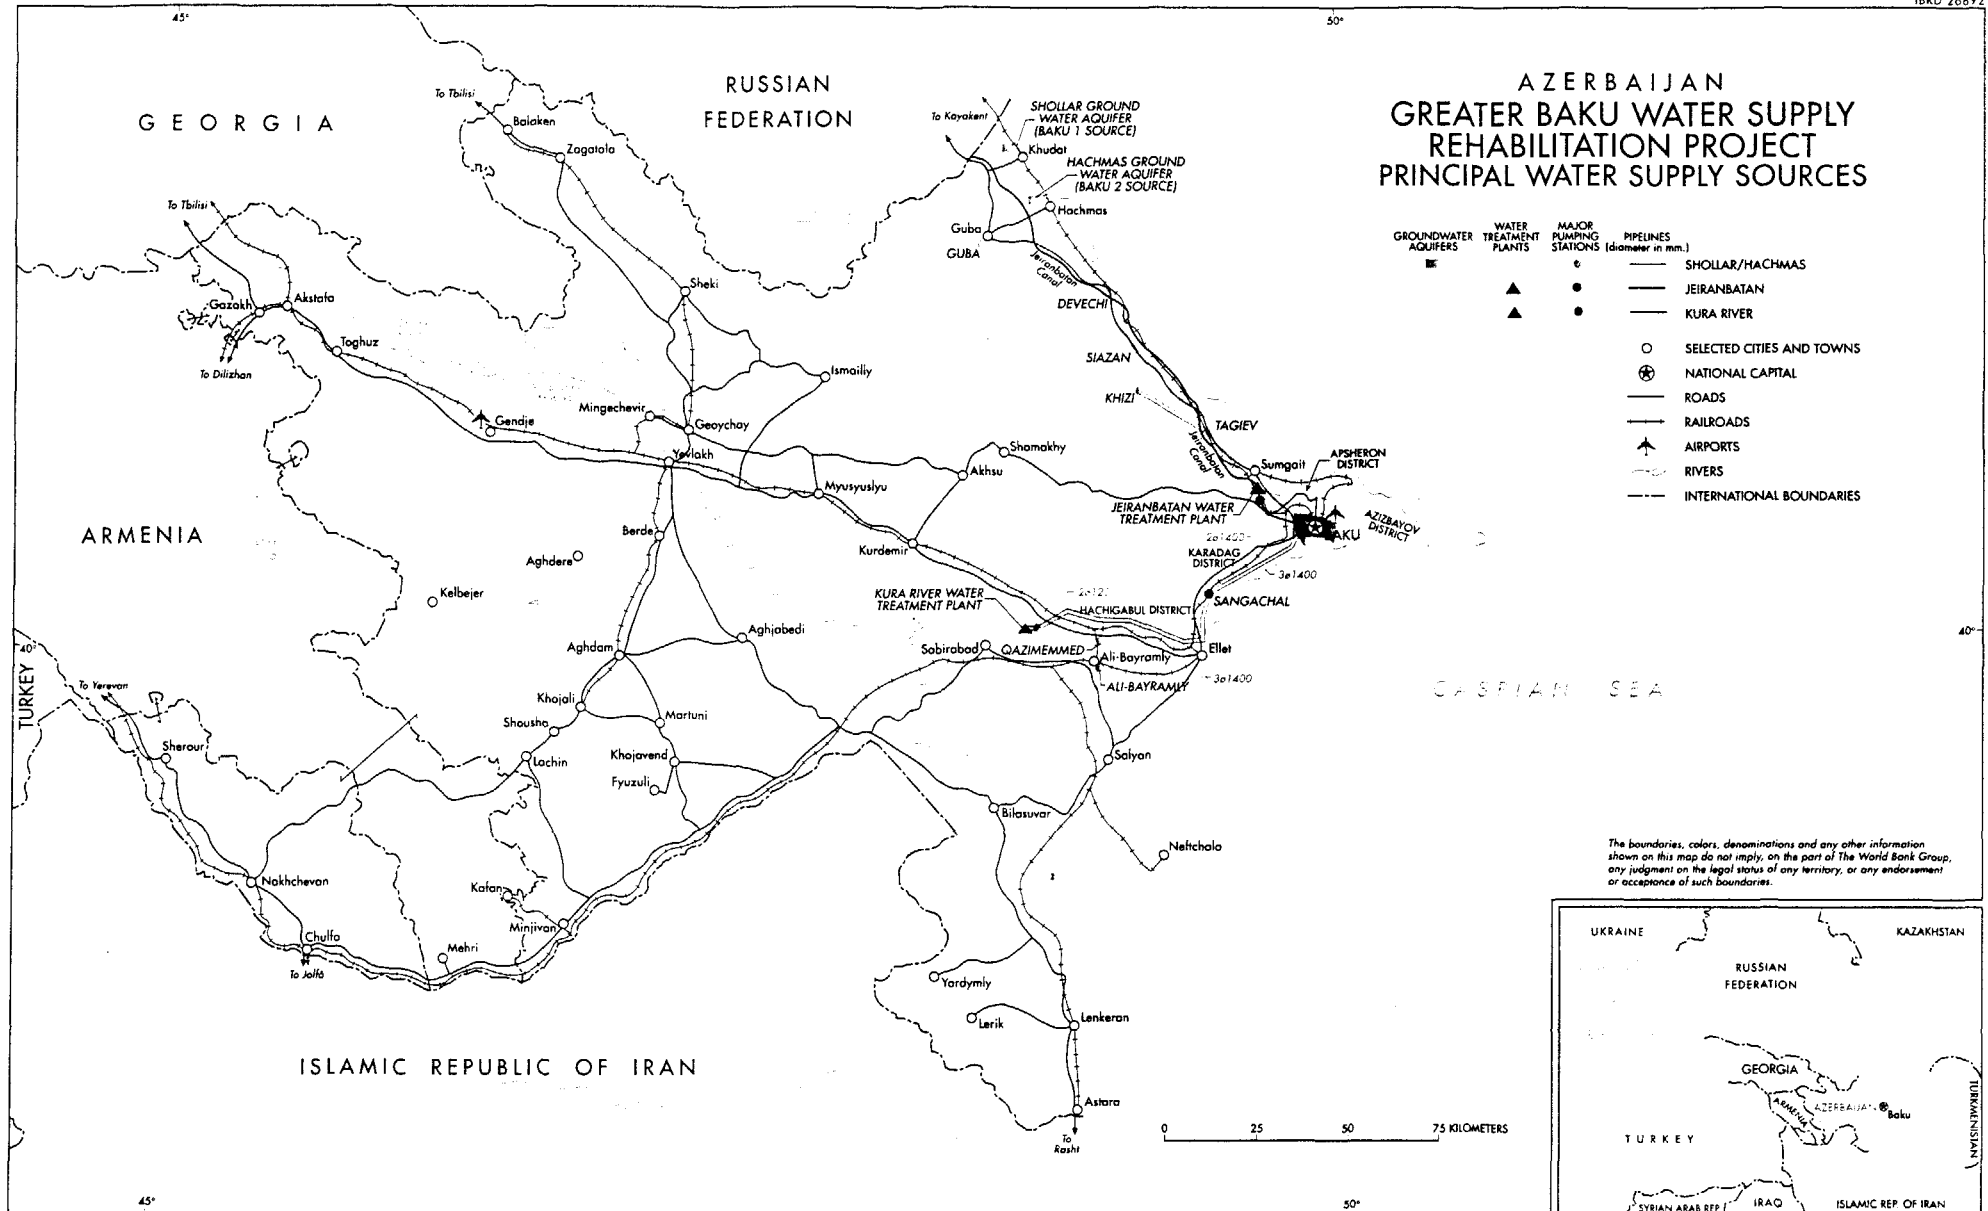 IBRD 26692
45°
50°
AZERBAIJAN
GREATER BAKU WATER SUPPLY
REHABILITATION PROJECT
PRINCIPAL WATER SUPPLY SOURCES
GROUNDWATER
AQUIFERS
WATER
TREATMENT
PLANTS
MAJOR
PUMPING
STATIONS
PIPELINES
(diameter in mm.)
SHOLLAR/HACHMAS
JEIRANBATAN
KURA RIVER
SELECTED CITIES AND TOWNS
NATIONAL CAPITAL
ROADS
RAILROADS
AIRPORTS
RIVERS
INTERNATIONAL BOUNDARIES
GEORGIA
RUSSIAN
FEDERATION
To Tbilisi
Balaken
Zagatala
To Kayakent
SHOLLAR GROUND
WATER AQUIFER
(BAKU 1 SOURCE)
Khudat
HACHMAS GROUND
WATER AQUIFER
(BAKU 2 SOURCE)
Hachmas
Guba
GUBA
Jeiranbatan
Canal
DEVECHI
SIAZAN
KHIZI
TAGIEV
Jeiranbatan
Canal
Sumgait
APSHERON
DISTRICT
To Tbilisi
Gazakh
Akstafa
To Dilizhan
Toghuz
Sheki
Ismailiy
Mingechevir
Geoychay
Gendje
Yevlakh
Shamakhy
Akhsu
Myusyuslyu
JEIRANBATAN WATER
TREATMENT PLANT
AZIZBAYOV
DISTRICT
BAKU
2ø1400
KARADAG
DISTRICT
3ø1400
SANGACHAL
ARMENIA
Berde
Aghdere
Kurdemir
Kelbejer
KURA RIVER WATER
TREATMENT PLANT
HACHIGABUL DISTRICT
Aghjabedi
Aghdam
Sabirabad
QAZIMEMMED
Ali-Bayramly
Ellet
ALI-BAYRAMLY
3ø1400
40°
40°
TURKEY
CASPIAN SEA
To Yerevan
Sherour
Khojali
Shousha
Martuni
Lachin
Khojavend
Fyuzuli
Salyan
Bilasuvar
Neftchala
Nakhchevan
Kafan
Minjivan
Chulfa
To Jolfā
Mehri
Yardymly
Lerik
Lenkeran
Astara
To
Rasht
ISLAMIC REPUBLIC OF IRAN
0 25 50 75 KILOMETERS
45°
50°
The boundaries, colors, denominations and any other information
shown on this map do not imply, on the part of The World Bank Group,
any judgment on the legal status of any territory, or any endorsement
or acceptance of such boundaries.
UKRAINE
KAZAKHSTAN
RUSSIAN
FEDERATION
GEORGIA
ARMENIA
AZERBAIJAN
Baku
TURKMENISTAN
TURKEY
SYRIAN ARAB REP.
IRAQ
ISLAMIC REP. OF IRAN